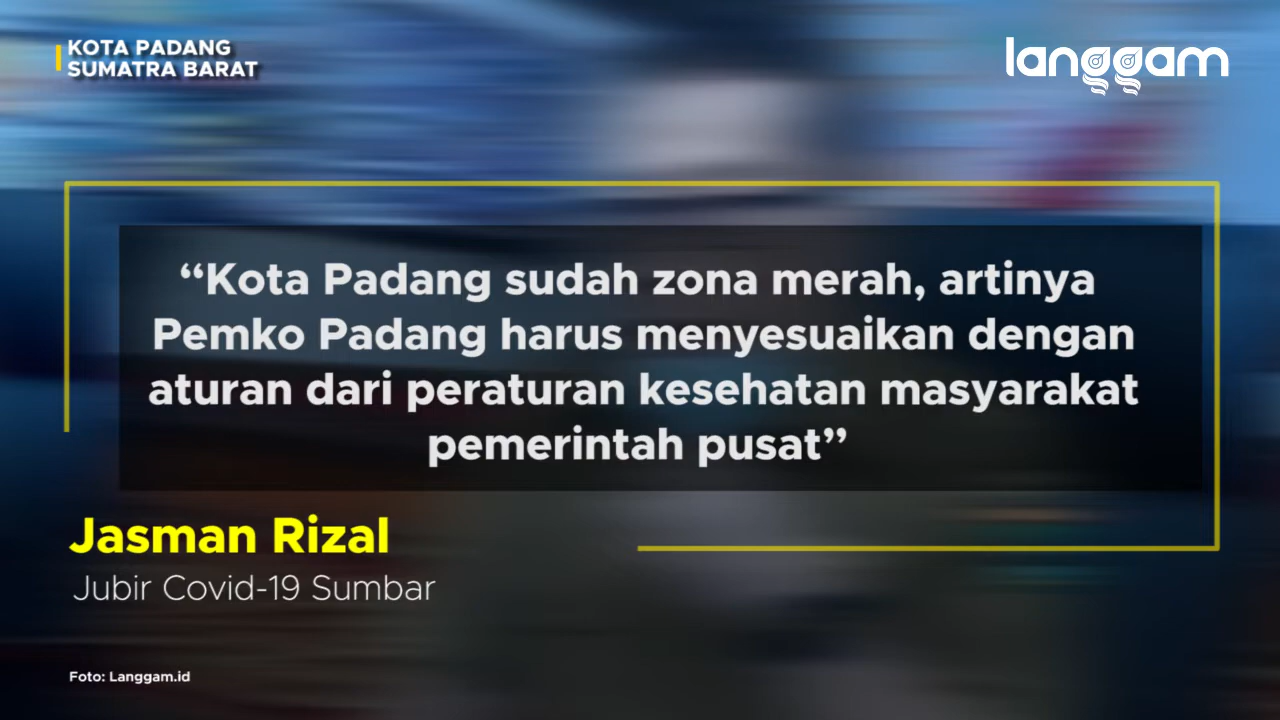 KOTA PADANG
SUMATRA BARAT
langgam
“Kota Padang sudah zona merah, artinya
Pemko Padang harus menyesuaikan dengan
aturan dari peraturan kesehatan masyarakat
pemerintah pusat”
Jasman Rizal
Jubir Covid-19 Sumbar
Foto: Langgam.id